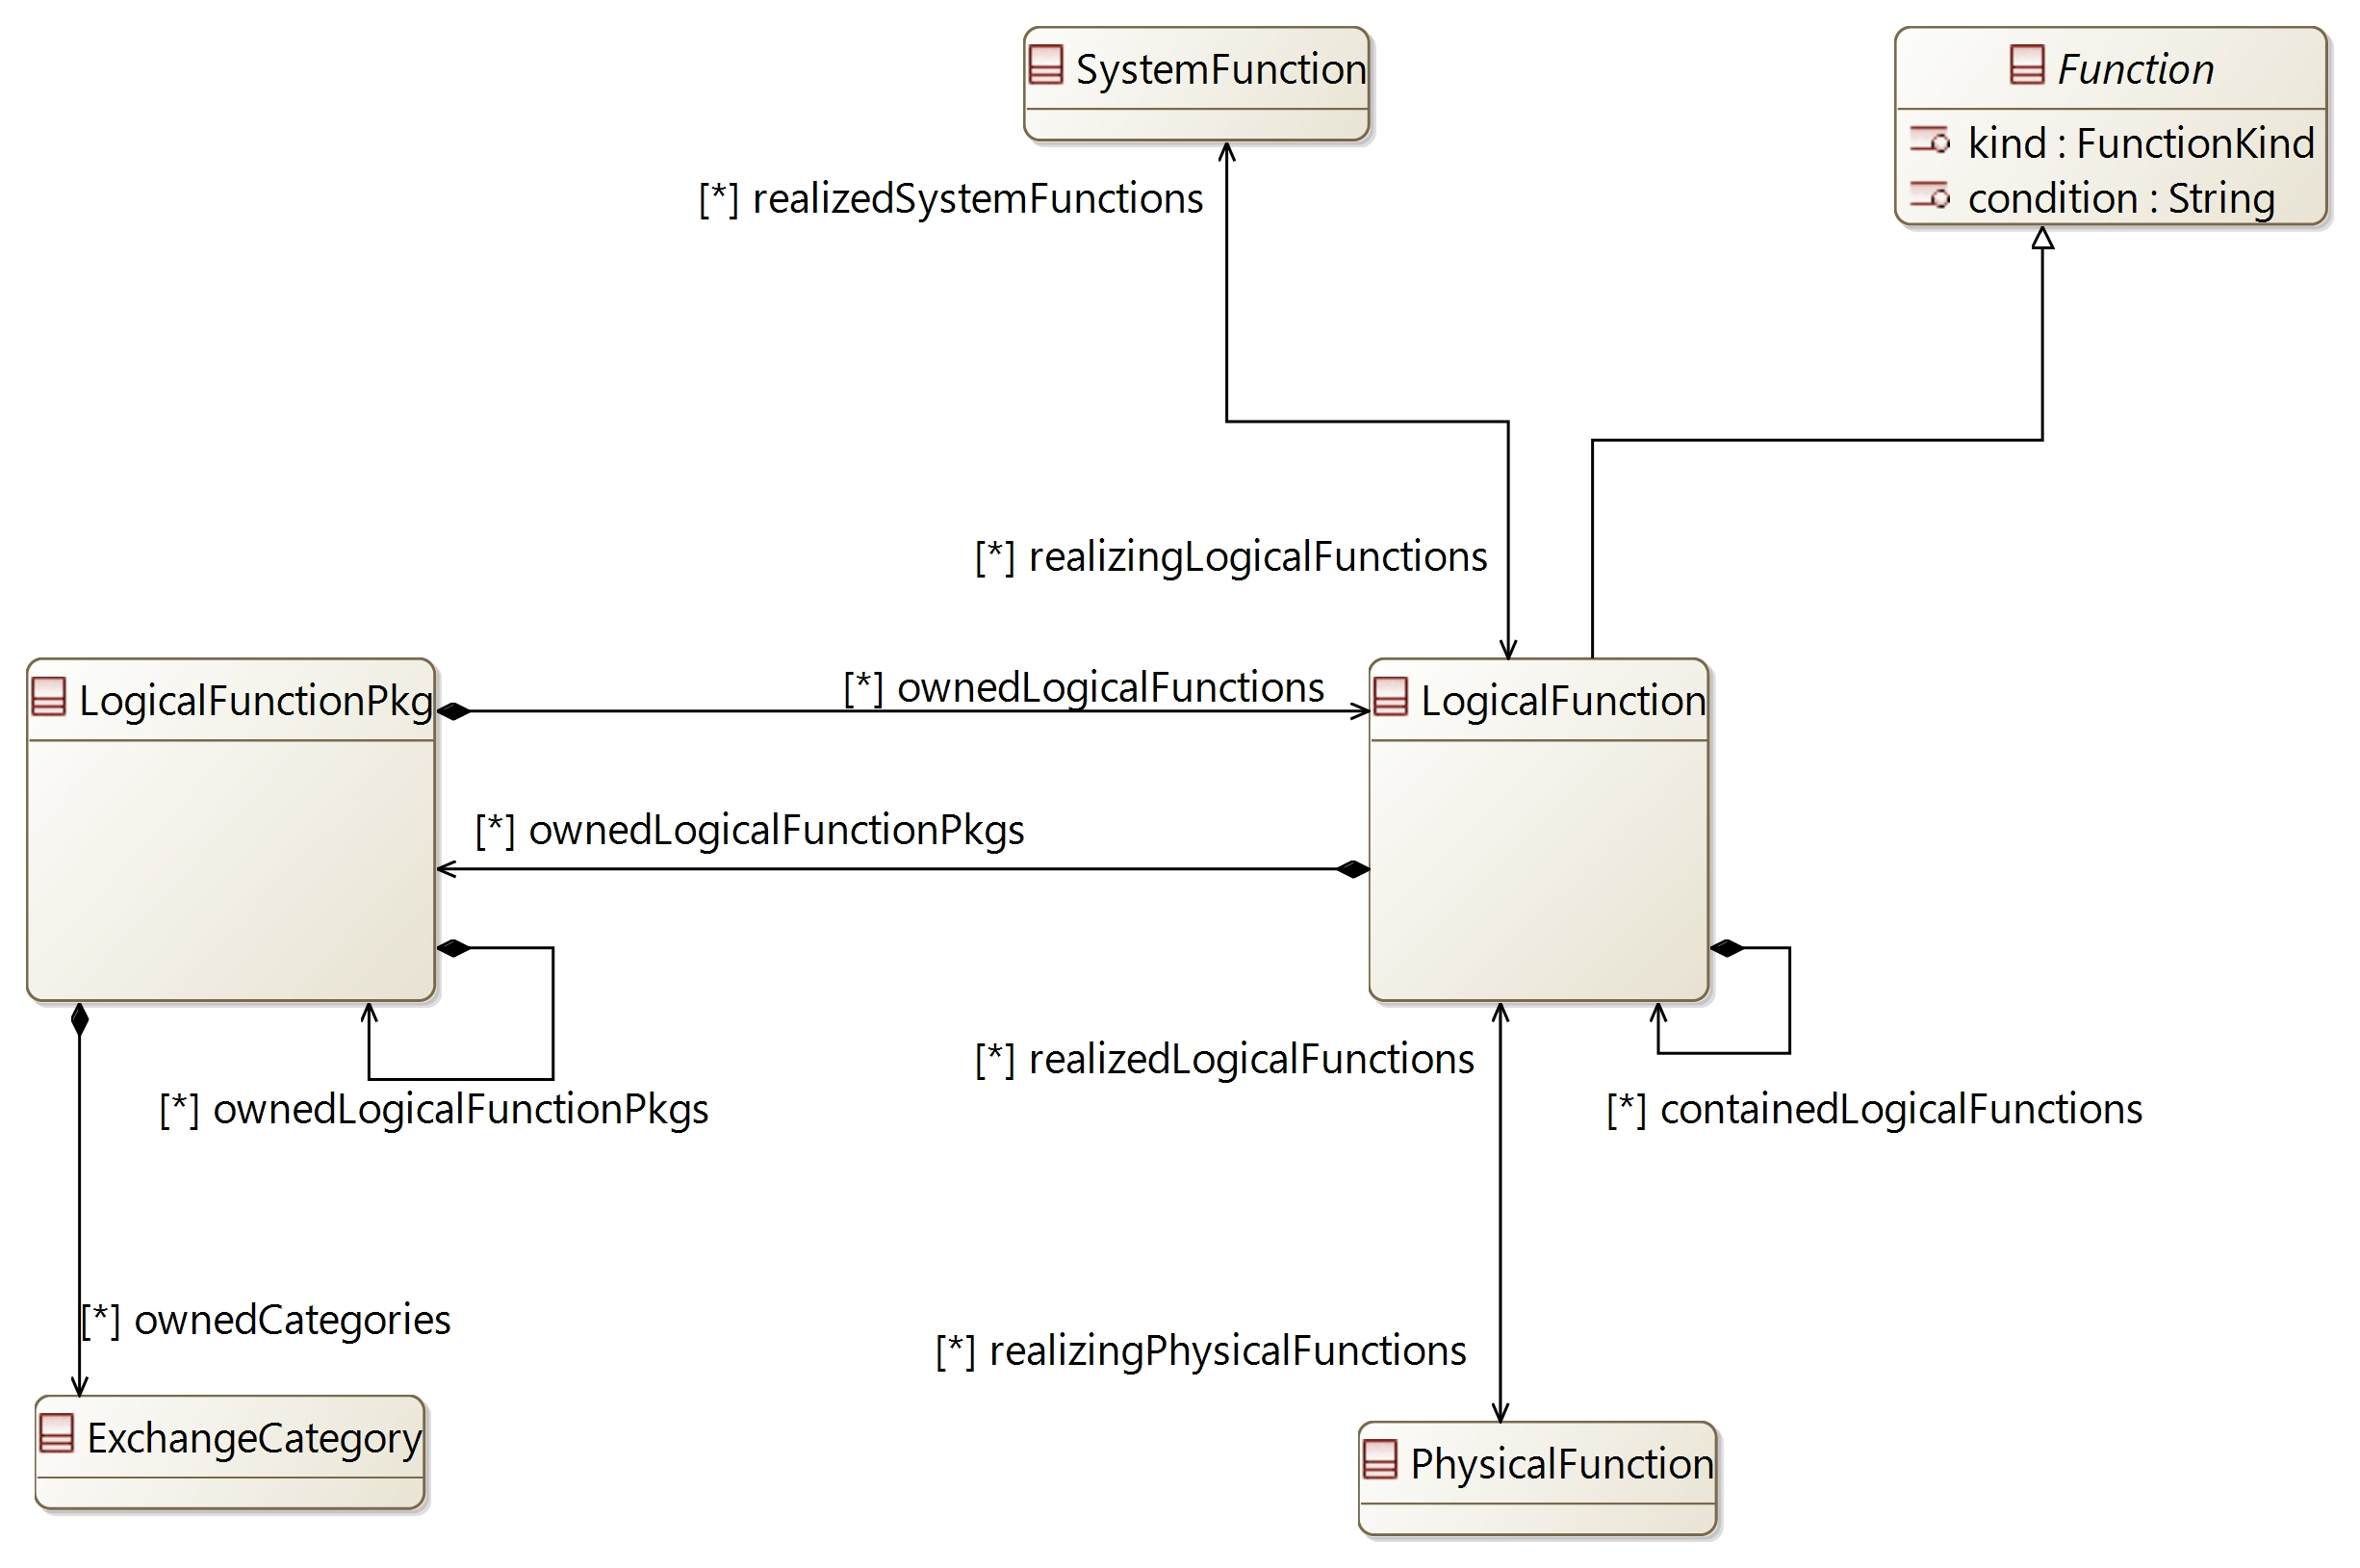 SystemFunction
Function
kind : FunctionKind
condition : String
[*] realizedSystemFunctions
[*] realizingLogicalFunctions
LogicalFunctionPkg
[*] ownedLogicalFunctions
LogicalFunction
[*] ownedLogicalFunctionPkgs
[*] realizedLogicalFunctions
[*] ownedLogicalFunctionPkgs
[*] containedLogicalFunctions
[*] ownedCategories
[*] realizingPhysicalFunctions
ExchangeCategory
PhysicalFunction